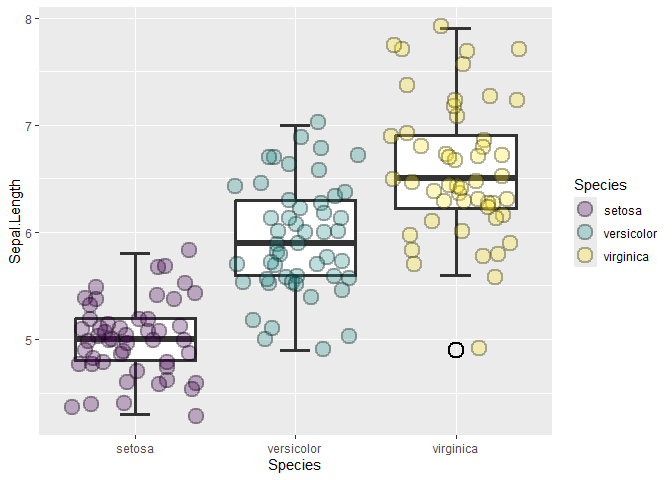 8
7
6
5
Sepal.Length
setosa
versicolor
virginica
Species
Species
setosa
versicolor
virginica